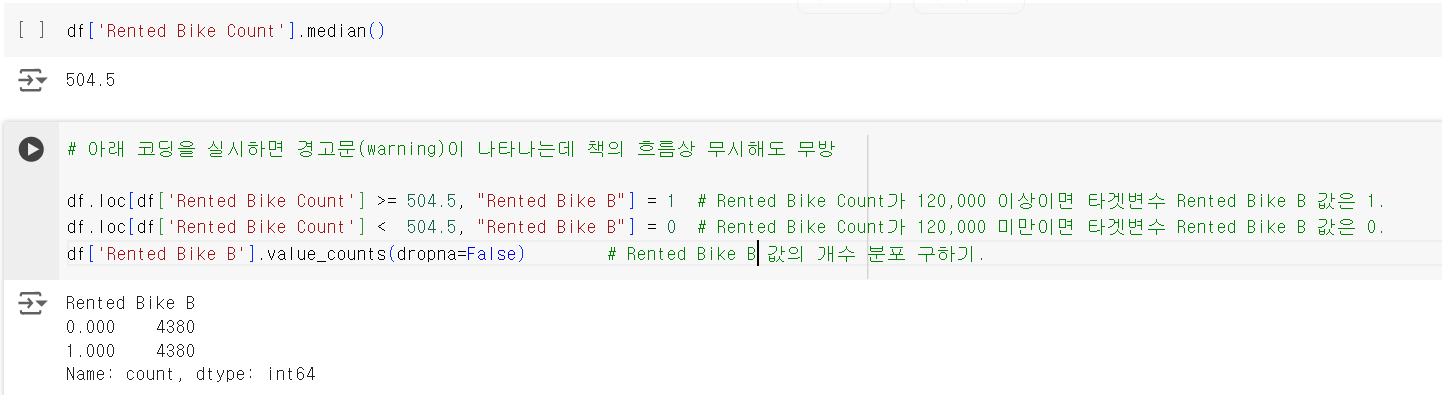 [ ] df['Rented Bike Count'].median()
504.5
# 아래 코딩을 실시하면 경고문(warning)이 나타나는데 책의 흐름상 무시해도 무방
df.loc[df['Rented Bike Count'] >= 504.5, "Rented Bike B"] = 1  # Rented Bike Count가 120,000 이상이면 타겟변수 Rented Bike B 값은 1.
df.loc[df['Rented Bike Count'] <  504.5, "Rented Bike B"] = 0  # Rented Bike Count가 120,000 미만이면 타겟변수 Rented Bike B 값은 0.
df['Rented Bike B'].value_counts(dropna=False)        # Rented Bike B 값의 개수 분포 구하기.
Rented Bike B
0.000    4380
1.000    4380
Name: count, dtype: int64